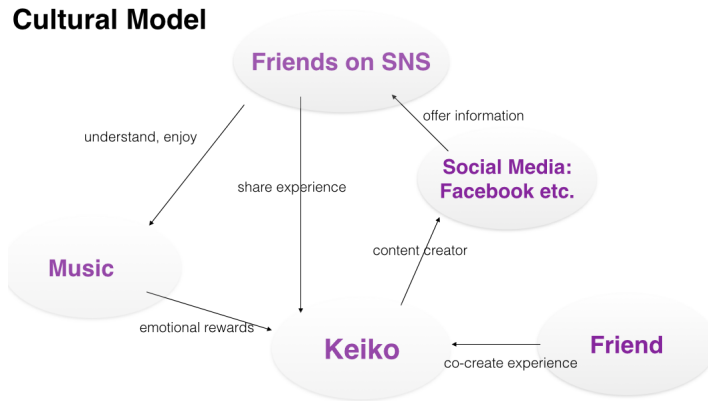 Cultural Model
Friends on SNS
offer information
understand, enjoy
Social Media:
Facebook etc.
share experience
content creator
Music
emotional rewards
Keiko
Friend
co-create experience